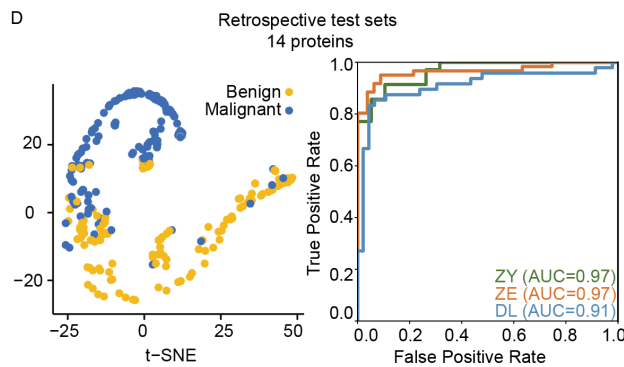 D
Retrospective test sets
14 proteins
Benign
Malignant
20
0
−20
−25
0
25
50
t−SNE
True Positive Rate
1.0
0.8
0.6
0.4
0.2
0.0
0.0
0.2
0.4
0.6
0.8
1.0
False Positive Rate
ZY (AUC=0.97)
ZE (AUC=0.97)
DL (AUC=0.91)